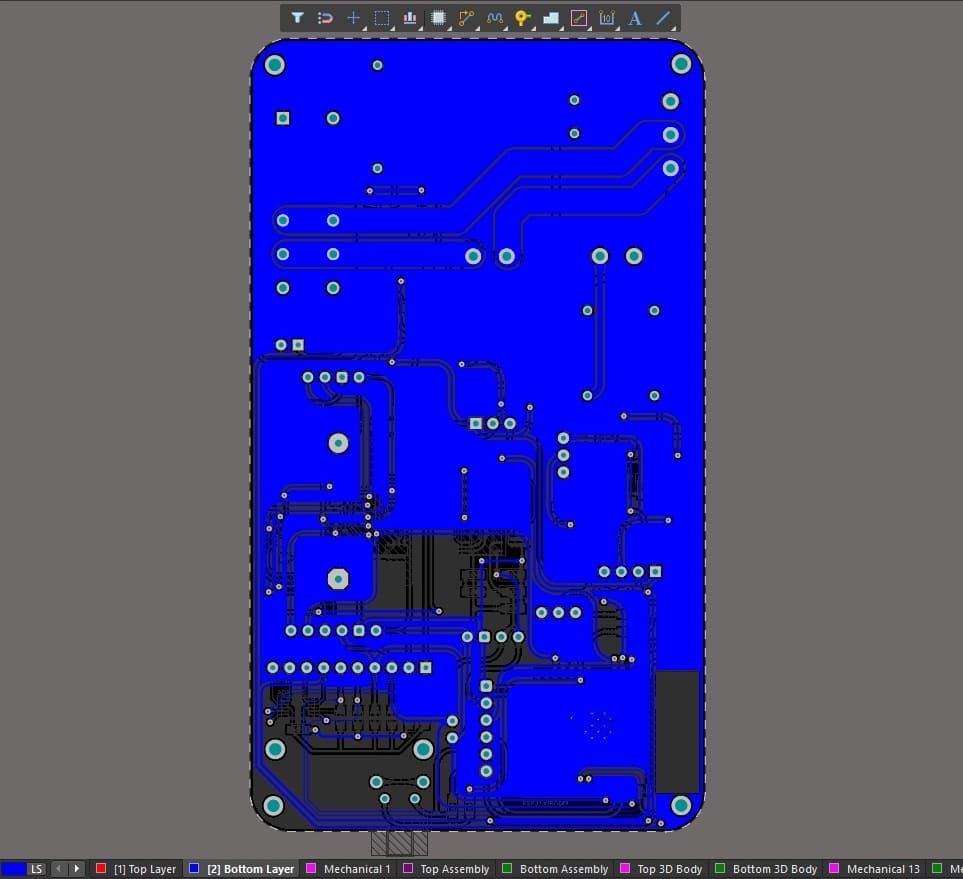 10
A
LS
[1] Top Layer
[2] Bottom Layer
Mechanical 1
Top Assembly
Bottom Assembly
Top 3D Body
Bottom 3D Body
Mechanical 13
Me